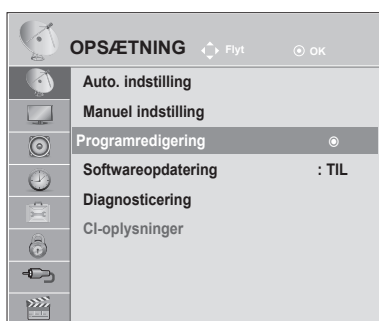 OPSÆTNING Flyt OK
Auto. indstilling
Manuel indstilling
Programredigering
Softwareopdatering : TIL
Diagnosticering
CI-oplysninger